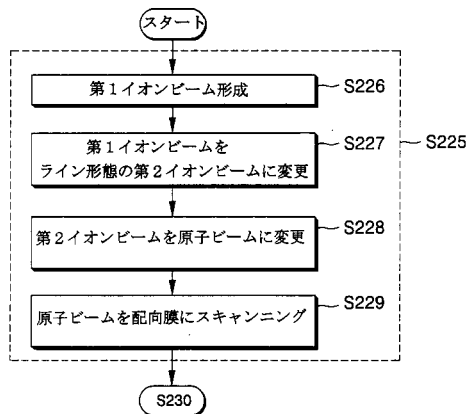 スタート
第1イオンビーム形成
S226
第1イオンビームを
ライン形態の第2イオンビームに変更
S227
S225
第2イオンビームを原子ビームに変更
S228
原子ビームを配向膜にスキャンニング
S229
S230